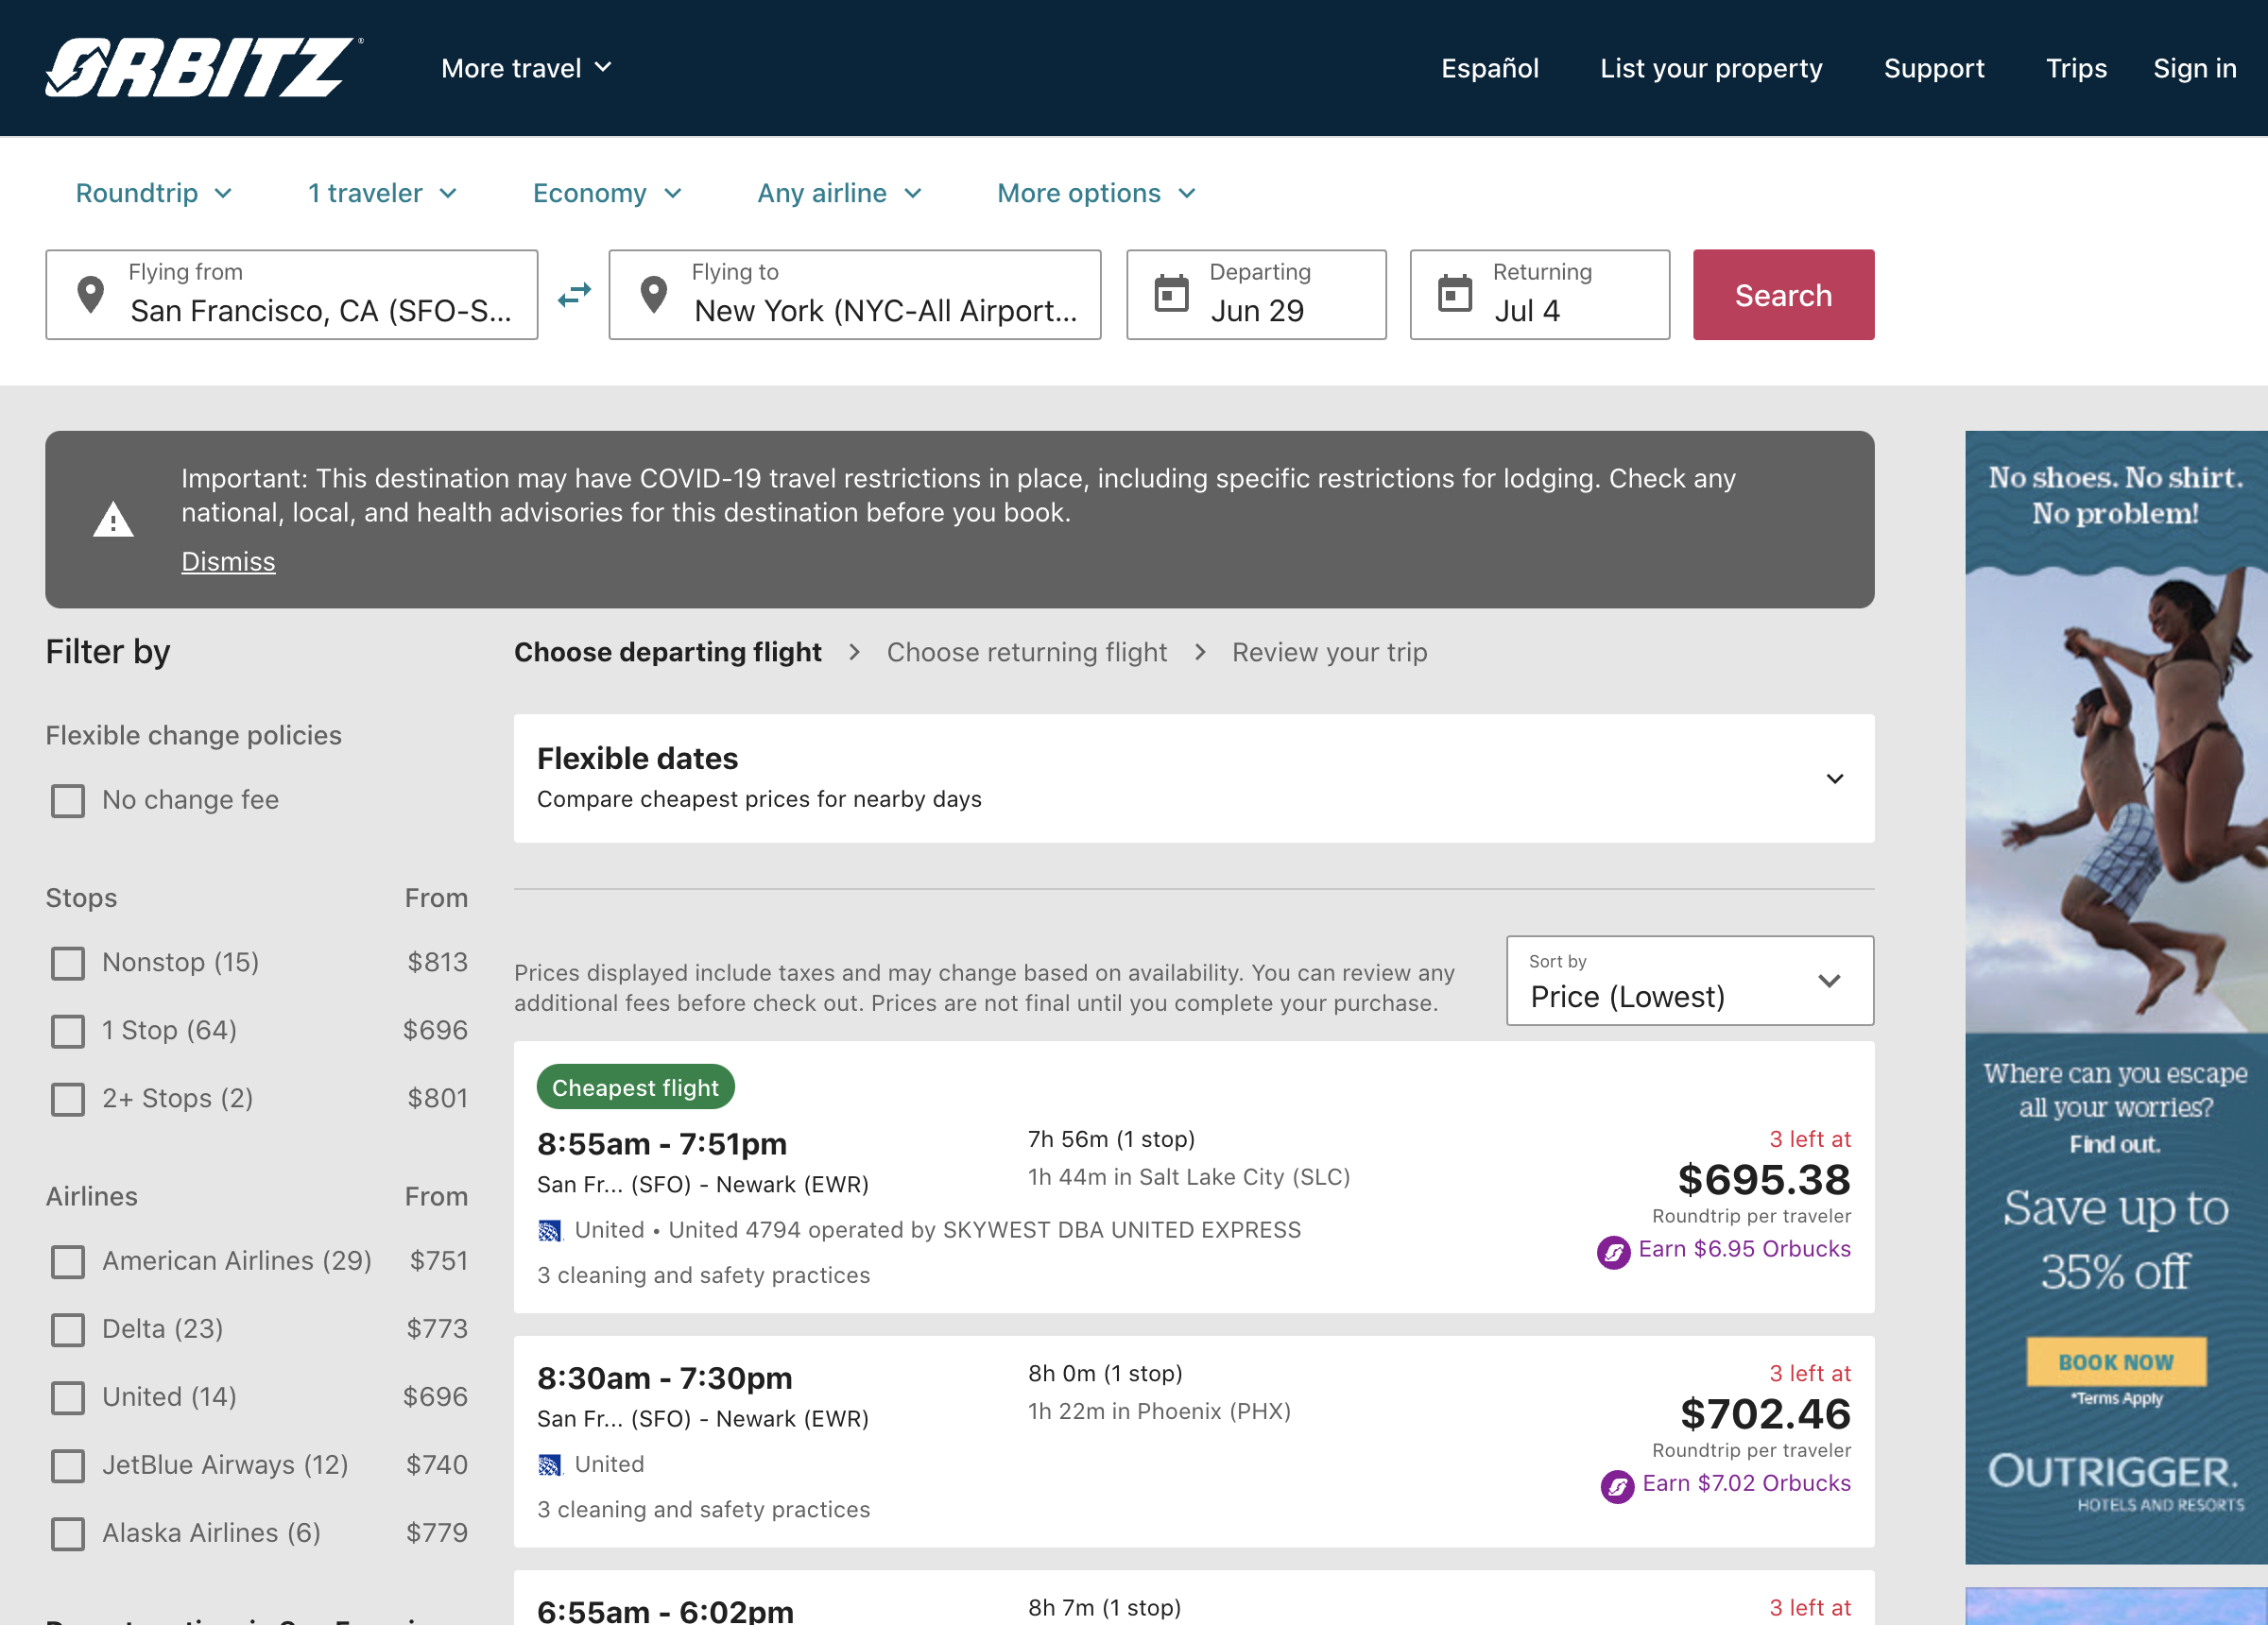 ORBITZ
More travel
Español
List your property
Support
Trips
Sign in
Roundtrip
1 traveler
Economy
Any airline
More options
Flying from
San Francisco, CA (SFO-S...
Flying to
New York (NYC-All Airport...
Departing
Jun 29
Returning
Jul 4
Search
Important: This destination may have COVID-19 travel restrictions in place, including specific restrictions for lodging. Check any
national, local, and health advisories for this destination before you book.
Dismiss
Filter by
Flexible change policies
No change fee
Stops From
Nonstop (15) $813
1 Stop (64) $696
2+ Stops (2) $801
Airlines From
American Airlines (29) $751
Delta (23) $773
United (14) $696
JetBlue Airways (12) $740
Alaska Airlines (6) $779
Choose departing flight > Choose returning flight > Review your trip
Flexible dates
Compare cheapest prices for nearby days
Prices displayed include taxes and may change based on availability. You can review any
additional fees before check out. Prices are not final until you complete your purchase.
Sort by
Price (Lowest)
Cheapest flight
8:55am - 7:51pm
San Fr... (SFO) - Newark (EWR)
United • United 4794 operated by SKYWEST DBA UNITED EXPRESS
3 cleaning and safety practices
7h 56m (1 stop)
1h 44m in Salt Lake City (SLC)
3 left at
$695.38
Roundtrip per traveler
Earn $6.95 Orbucks
8:30am - 7:30pm
San Fr... (SFO) - Newark (EWR)
United
3 cleaning and safety practices
8h 0m (1 stop)
1h 22m in Phoenix (PHX)
3 left at
$702.46
Roundtrip per traveler
Earn $7.02 Orbucks
6:55am - 6:02pm
8h 7m (1 stop)
3 left at
No shoes. No shirt.
No problem!
Where can you escape
all your worries?
Find out.
Save up to
35% off
BOOK NOW
*Terms Apply
OUTRIGGER.
HOTELS AND RESORTS